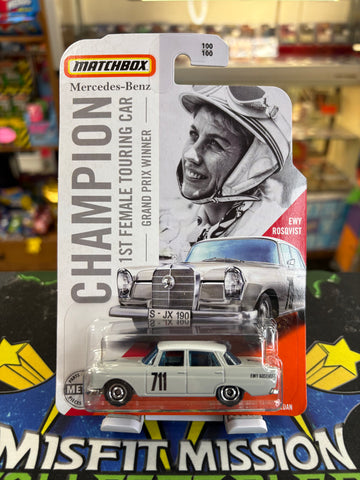 100
100
MATCHBOX
Mercedes-Benz
CHAMPION
1ST FEMALE TOURING CAR
GRAND PRIX WINNER
EWY
ROSQVIST
S-JX 190
711
ME
MISFIT MISSION